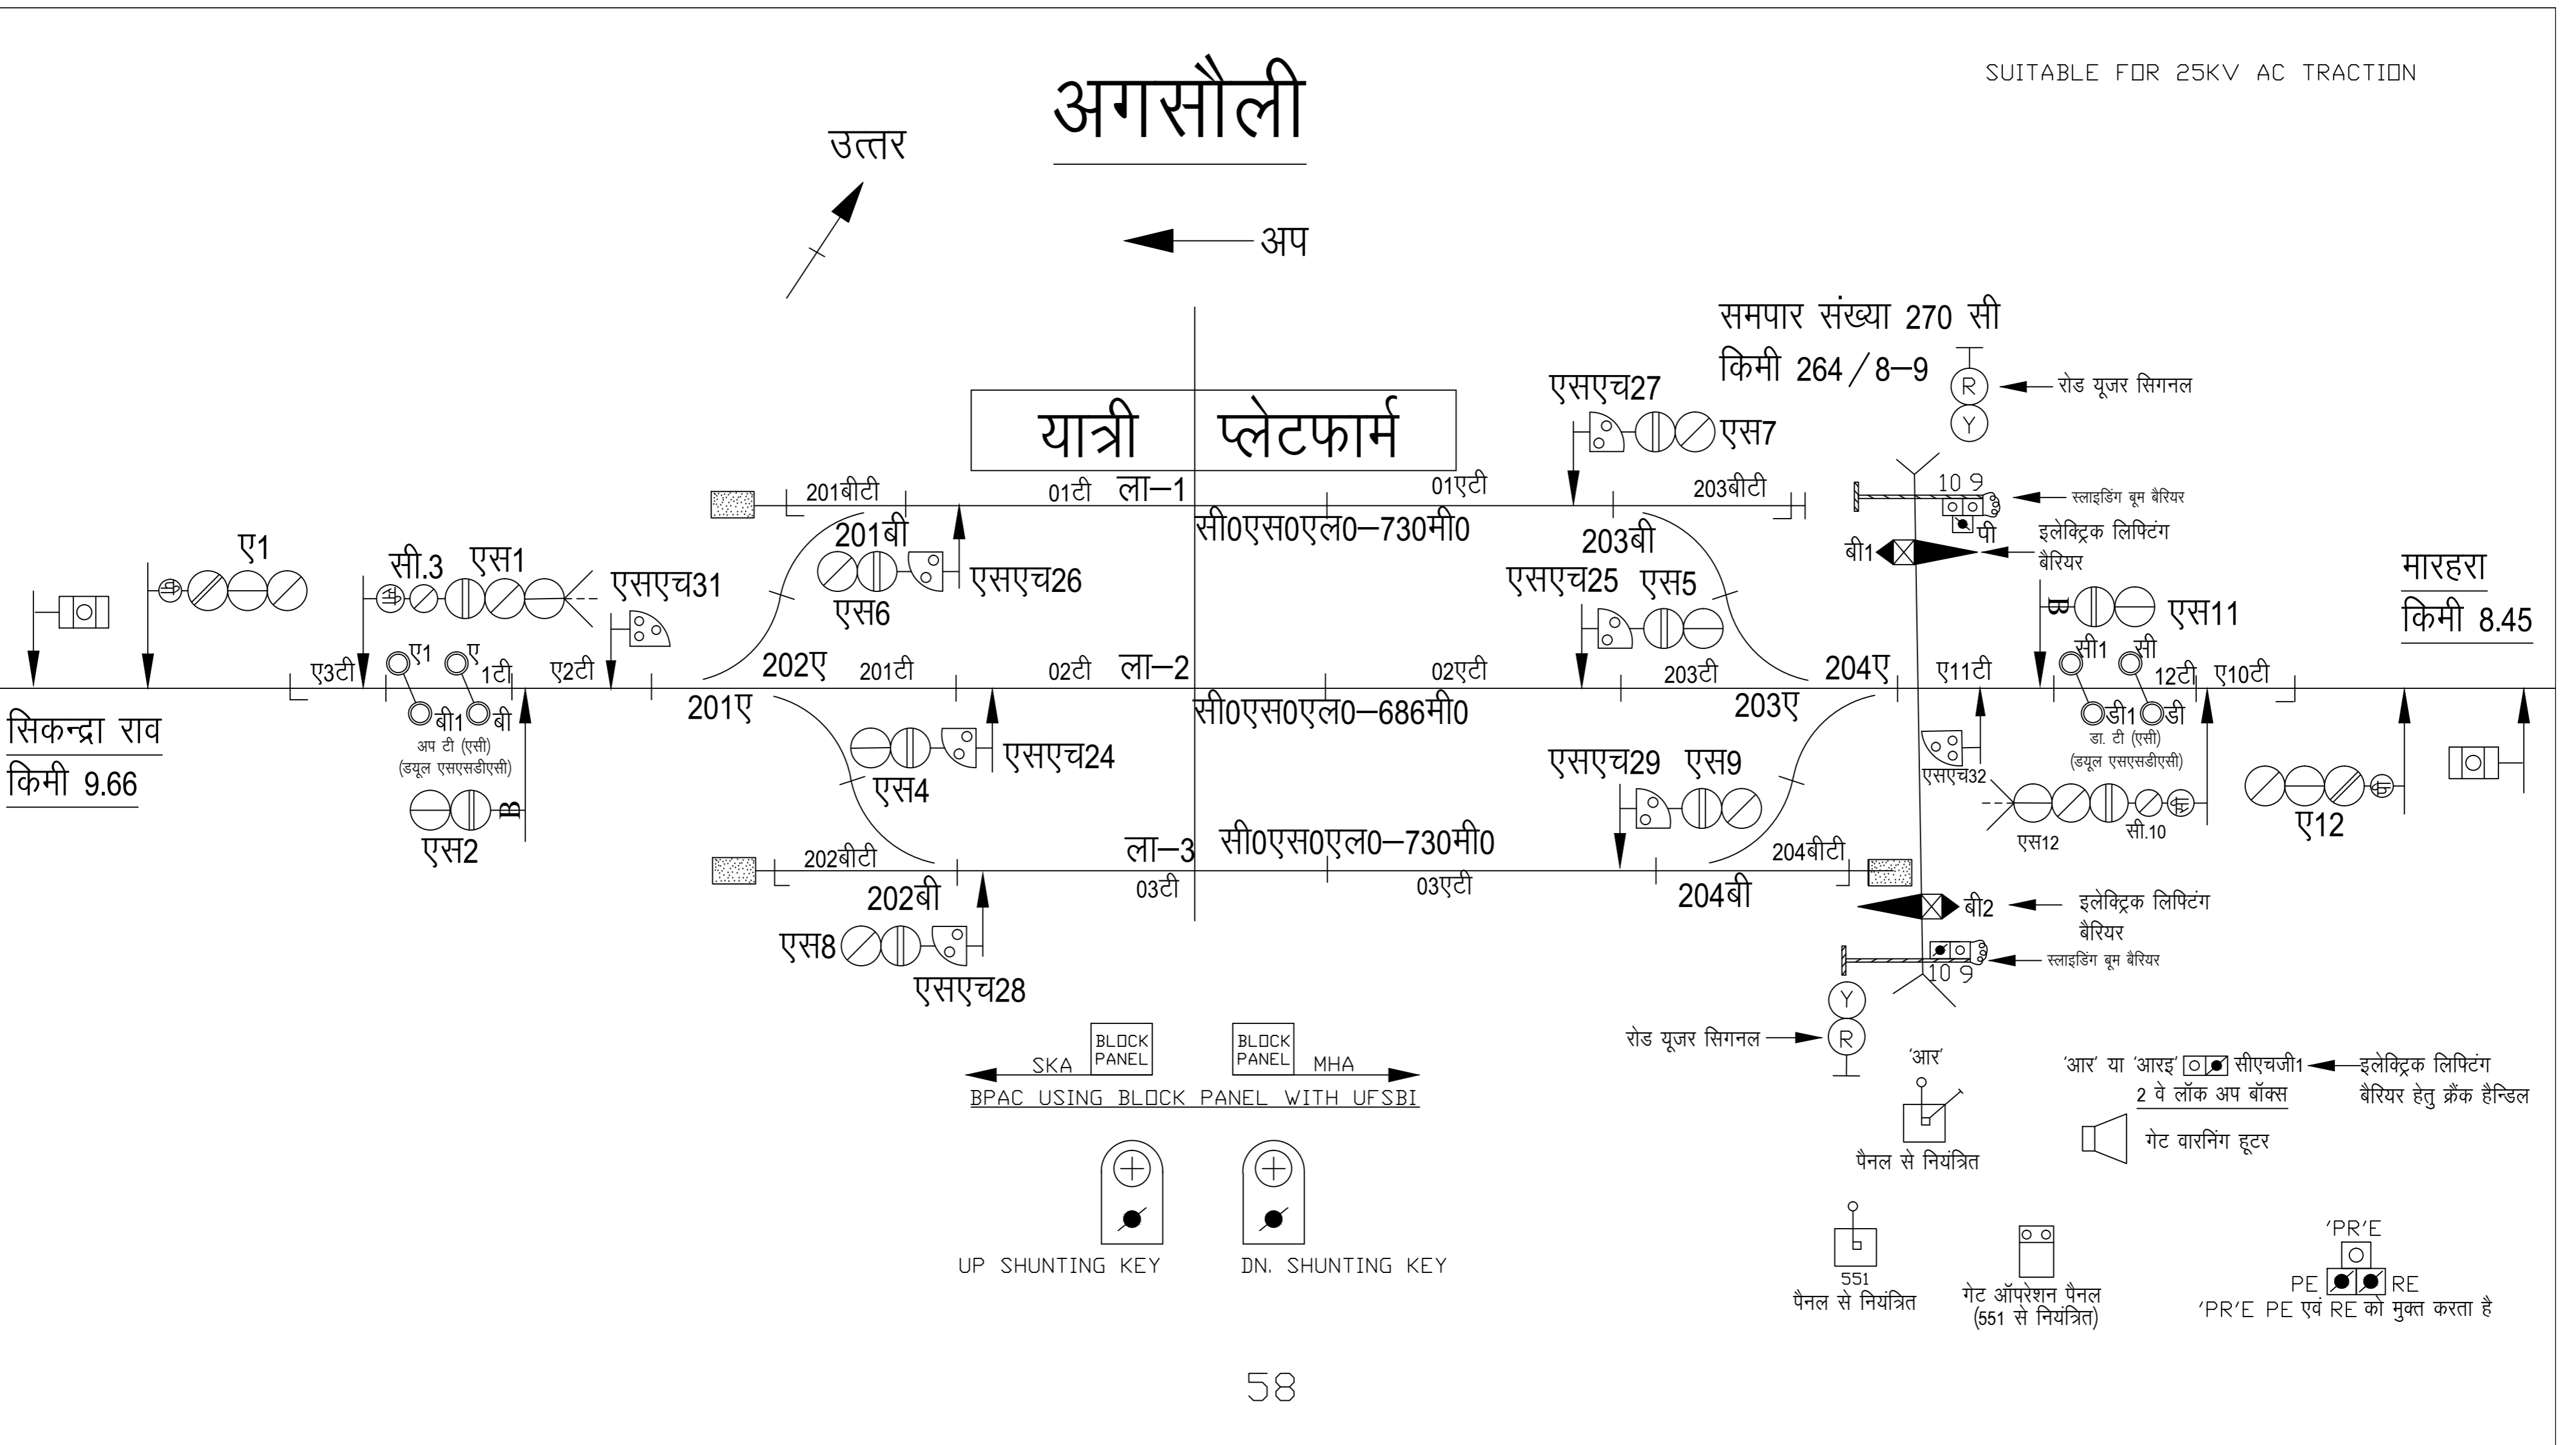 SUITABLE FOR 25KV AC TRACTION
अगसौली
उत्तर
अप
समपार संख्या 270 सी
किमी 264/8–9
रोड यूजर सिगनल
R
Y
यात्री प्लेटफार्म
एसएच27
एस7
201बीटी
01टी
ला–1
01एटी
203बीटी
10 9
स्लाइडिंग बूम बैरियर
पी
सी0एस0एल0–730मी0
201बी
203बी
इलेक्ट्रिक लिफ्टिंग
बैरियर
बी1
ए1
सी.3
एस1
एसएच31
एस6
एसएच26
एसएच25
एस5
B
एस11
मारहरा
किमी 8.45
ए3टी
ए1
ए
1टी
ए2टी
202ए
201टी
02टी
ला–2
02एटी
203टी
204ए
ए11टी
सी1
सी
12टी
ए10टी
सिकन्द्रा राव
किमी 9.66
बी1
बी
अप टी (एसी)
(डयूल एसएसडीएसी)
201ए
सी0एस0एल0–686मी0
203ए
डी1
डी
डा. टी (एसी)
(डयूल एसएसडीएसी)
B
एस2
एस4
एसएच24
एसएच29
एस9
एसएच32
एस12
सी.10
ए12
202बीटी
ला–3
सी0एस0एल0–730मी0
204बीटी
202बी
03टी
03एटी
204बी
बी2
इलेक्ट्रिक लिफ्टिंग
बैरियर
एस8
एसएच28
स्लाइडिंग बूम बैरियर
10 9
Y
R
रोड यूजर सिगनल
BLOCK
PANEL
BLOCK
PANEL
SKA
MHA
BPAC USING BLOCK PANEL WITH UFSBI
'आर'
पैनल से नियंत्रित
'आर' या 'आरइ'
सीएचजी1
2 वे लॉक अप बॉक्स
इलेक्ट्रिक लिफ्टिंग
बैरियर हेतु क्रैंक हैन्डिल
गेट वारनिंग हूटर
UP SHUNTING KEY
DN. SHUNTING KEY
551
पैनल से नियंत्रित
गेट ऑपरेशन पैनल
(551 से नियंत्रित)
'PR'E
PE
RE
'PR'E PE एवं RE को मुक्त करता है
58